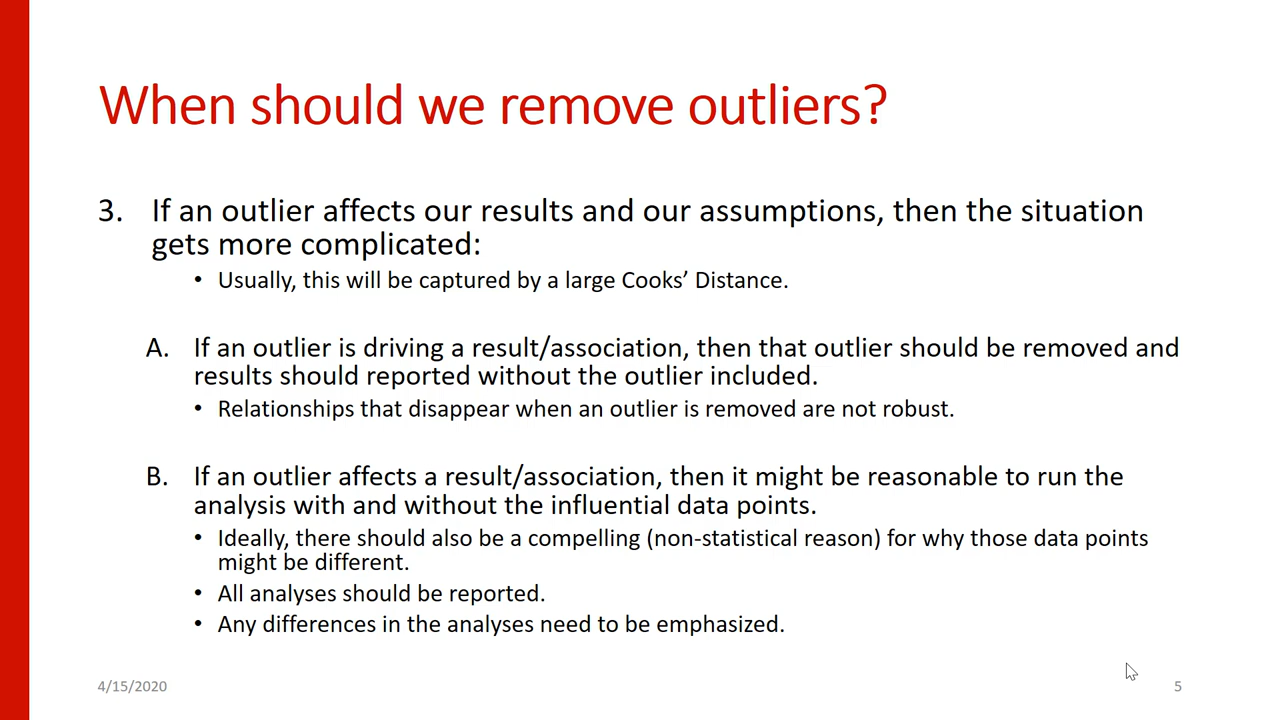 When should we remove outliers?
3. If an outlier affects our results and our assumptions, then the situation
gets more complicated:
• Usually, this will be captured by a large Cooks’ Distance.
A. If an outlier is driving a result/association, then that outlier should be removed and
results should reported without the outlier included.
• Relationships that disappear when an outlier is removed are not robust.
B. If an outlier affects a result/association, then it might be reasonable to run the
analysis with and without the influential data points.
• Ideally, there should also be a compelling (non-statistical reason) for why those data points
might be different.
• All analyses should be reported.
• Any differences in the analyses need to be emphasized.
4/15/2020
5